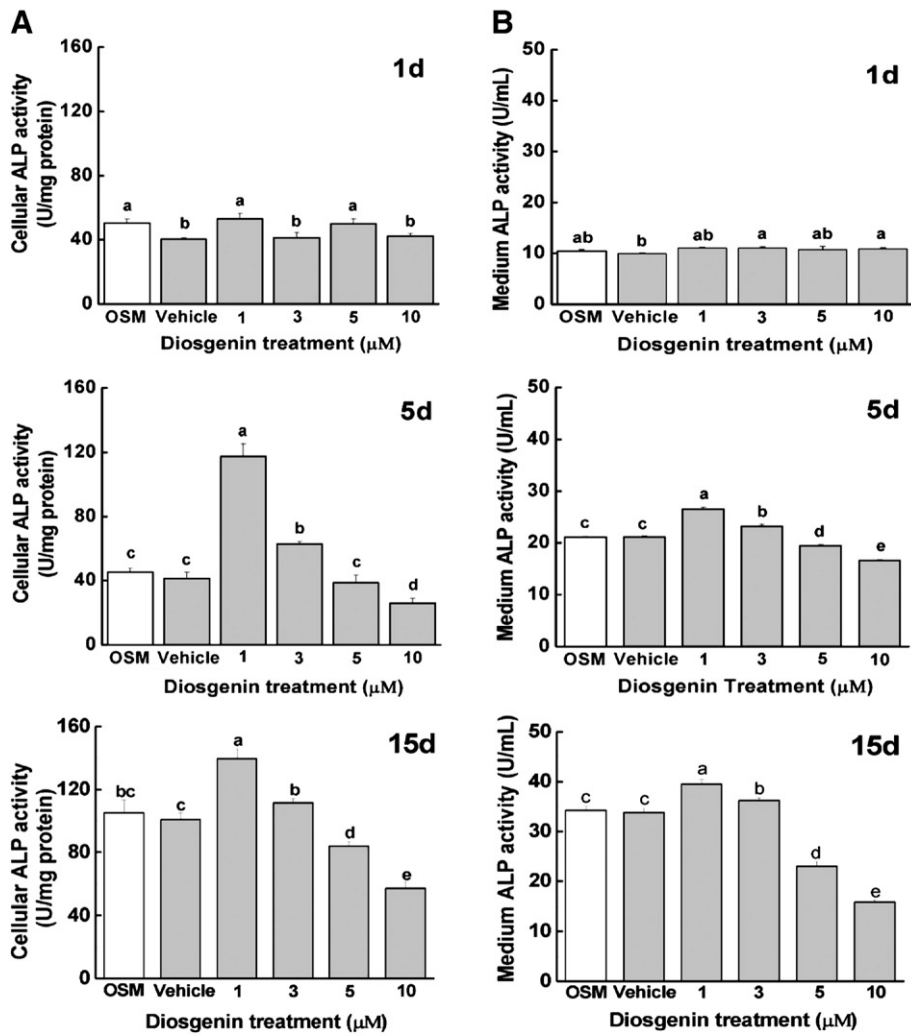 A
Cellular ALP activity
(U/mg protein)
160
120
80
40
0
1d
a
b
a
b
a
b
OSM Vehicle 1 3 5 10
Diosgenin treatment (μM)
B
Medium ALP activity (U/mL)
50
40
30
20
10
0
1d
ab
b
ab
a
ab
a
OSM Vehicle 1 3 5 10
Diosgenin treatment (μM)
Cellular ALP activity
(U/mg protein)
160
120
80
40
0
5d
c
c
a
b
c
d
OSM Vehicle 1 3 5 10
Diosgenin treatment (μM)
Medium ALP activity (U/mL)
50
40
30
20
10
0
5d
c
c
a
b
d
e
OSM Vehicle 1 3 5 10
Diosgenin Treatment (μM)
Cellular ALP activity
(U/mg protein)
160
120
80
40
0
15d
bc
c
a
b
d
e
OSM Vehicle 1 3 5 10
Diosgenin treatment (μM)
Medium ALP activity (U/mL)
50
40
30
20
10
0
15d
c
c
a
b
d
e
OSM Vehicle 1 3 5 10
Diosgenin treatment (μM)